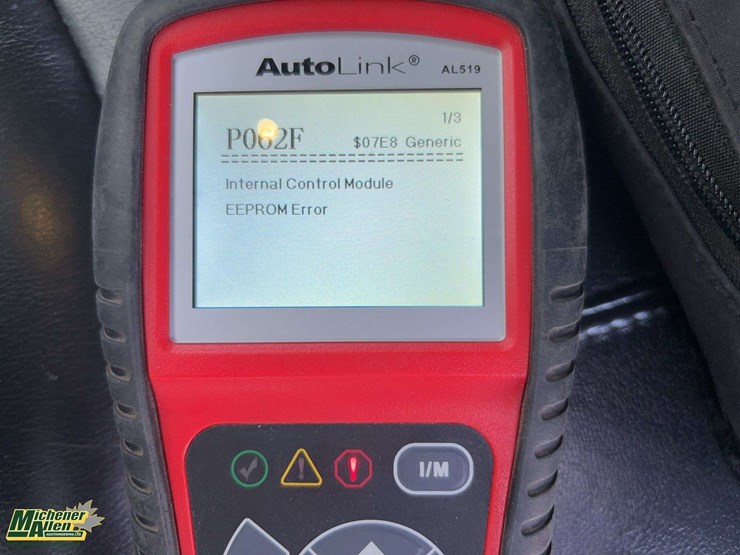 AutoLink® AL519
1/3
P062F $07E8 Generic
Internal Control Module
EEPROM Error
I/M
Michener
Allen
AUCTIONEERING LTD.